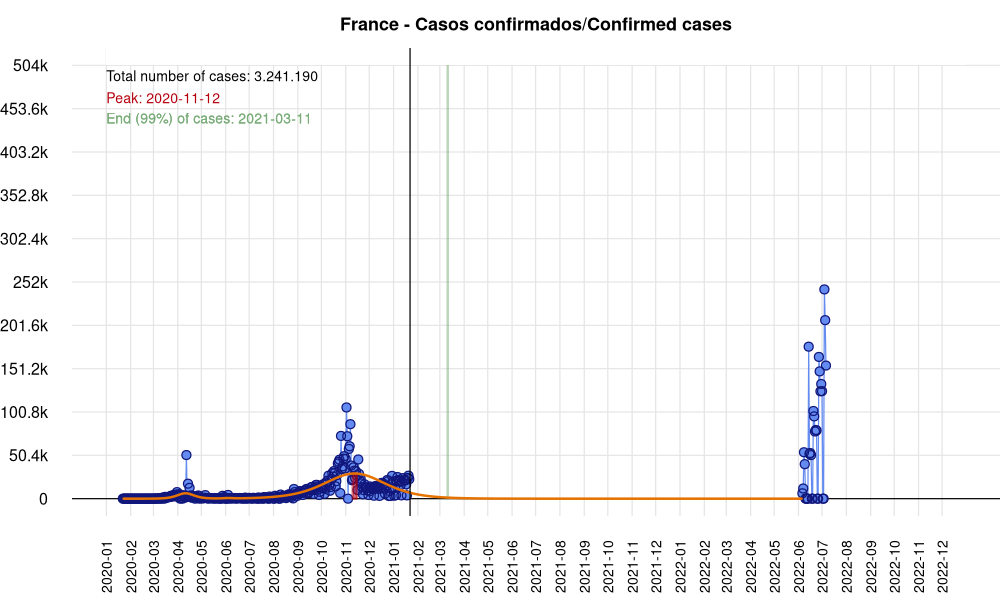 France - Casos confirmados/Confirmed cases
504k
Total number of cases: 3.241.190
Peak: 2020-11-12
453.6k
End (99%) of cases: 2021-03-11
403.2k
352.8k
302.4k
252k
201.6k
151.2k
100.8k
50.4k
0
2020-01
2020-02
2020-03
2020-04
2020-05
2020-06
2020-07
2020-08
2020-09
2020-10
2020-11
2020-12
2021-01
2021-02
2021-03
2021-04
2021-05
2021-06
2021-07
2021-08
2021-09
2021-10
2021-11
2021-12
2022-01
2022-02
2022-03
2022-04
2022-05
2022-06
2022-07
2022-08
2022-09
2022-10
2022-11
2022-12